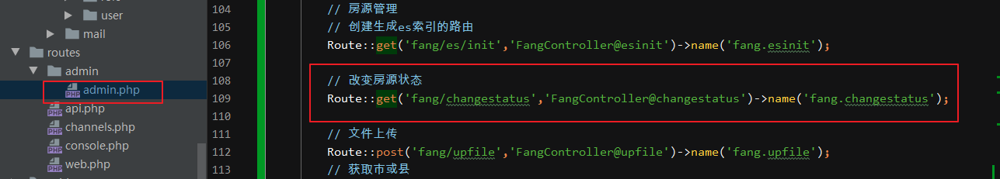 user
mail
routes
admin
admin.php
api.php
channels.php
console.php
web.php
104 // 房源管理
105 // 创建生成es索引的路由
106 Route::get('fang/es/init','FangController@esinit')->name('fang.esinit');
107
108 // 改变房源状态
109 Route::get('fang/changestatus','FangController@changestatus')->name('fang.changestatus');
110
111 // 文件上传
112 Route::post('fang/upfile','FangController@upfile')->name('fang.upfile');
113 // 获取市或县